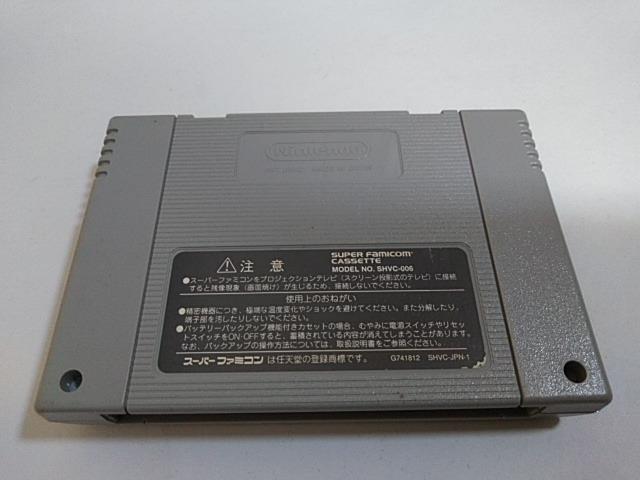 Nintendo
SUPER FAMICOM
CASSETTE
MODEL NO. SHVC-006
⚠注意
●スーパーファミコンをプロジェクションテレビ(スクリーン投影式のテレビ)に接続
すると残像現象(画面焼け)が生じるため、接続しないでください。
使用上のおねがい
●精密機器につき、極端な温度変化やショックを避けてください。また分解したり、
端子部を汚したりしないでください。
●バッテリーバックアップ機能付きカセットの場合、むやみに電源スイッチやリセッ
トスイッチをON・OFFすると、蓄積されている内容が消えてしまうことがあります。
なお、バックアップの操作方法については、取扱説明書をご参照ください。
スーパーファミコン は任天堂の登録商標です。
G741812 SHVC-JPN-1